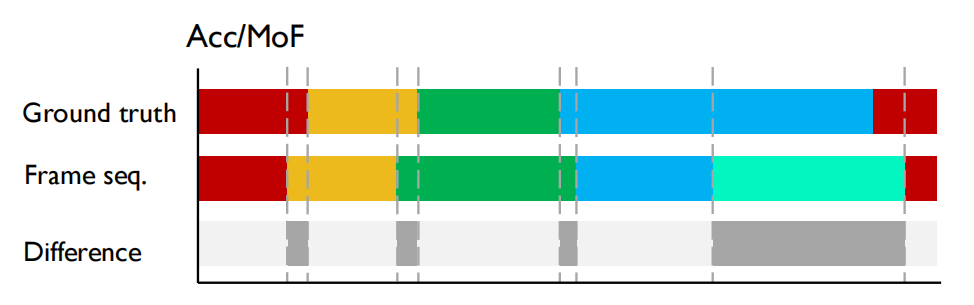 Acc/MoF
Ground truth
Frame seq.
Difference